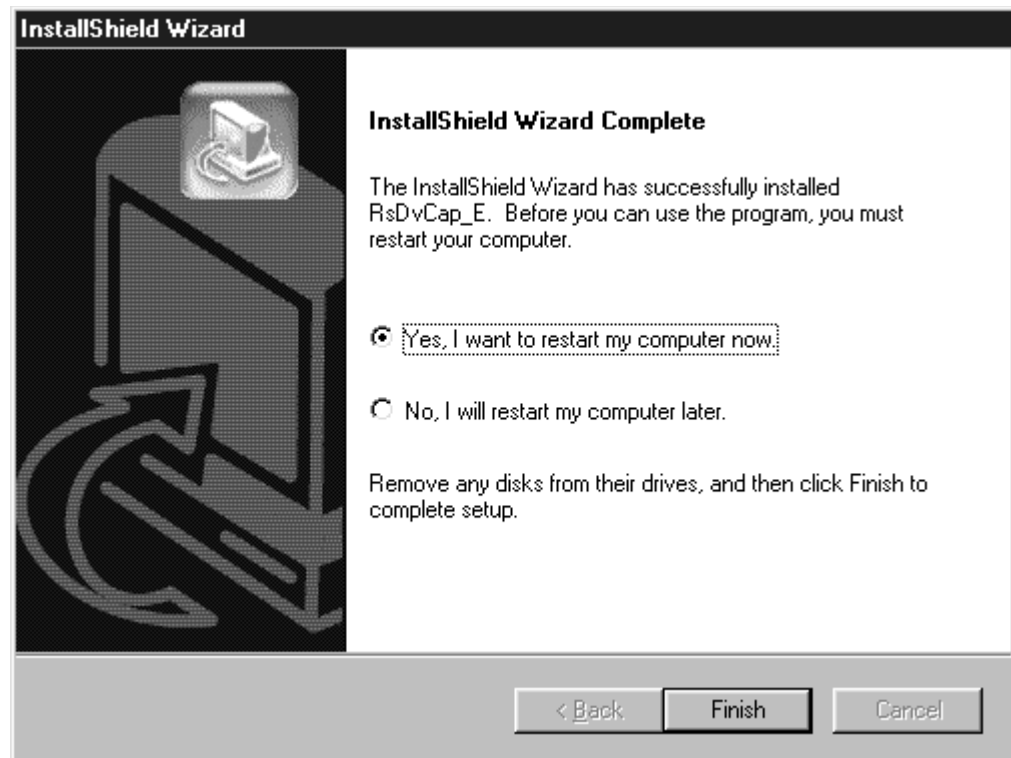 InstallShield Wizard
InstallShield Wizard Complete
The InstallShield Wizard has successfully installed
RsDvCap_E.  Before you can use the program, you must
restart your computer.
Yes, I want to restart my computer now.
No, I will restart my computer later.
Remove any disks from their drives, and then click Finish to
complete setup.
< Back
Finish
Cancel